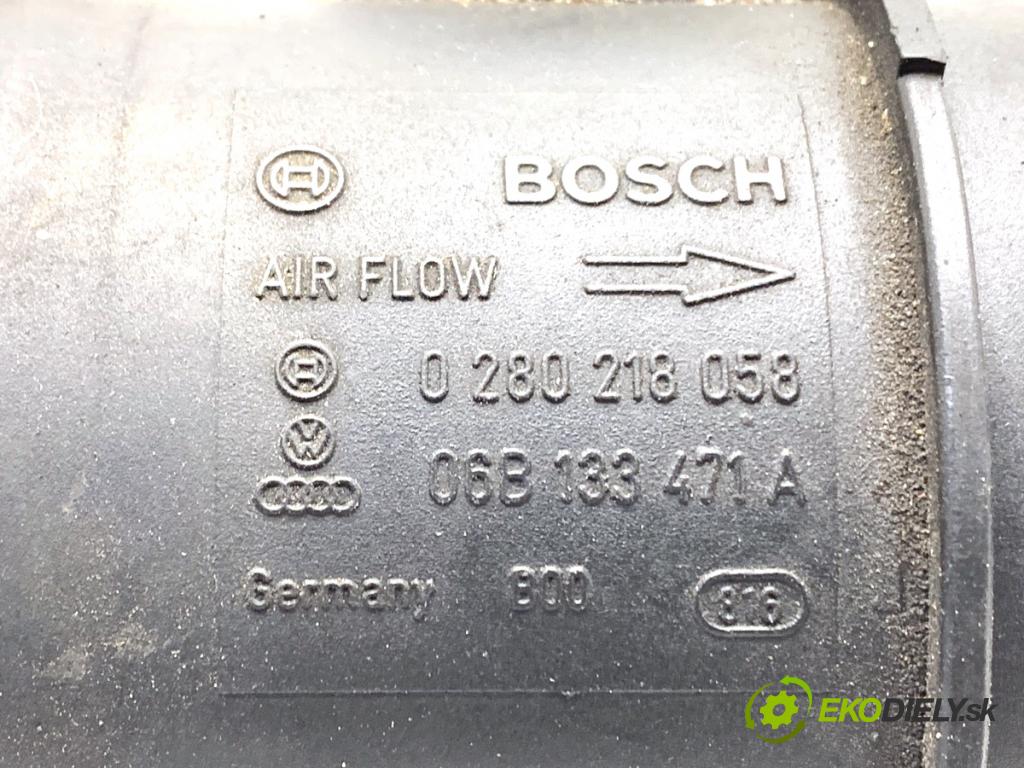 BOSCH
AIR FLOW
0 280 218 058
06B 133 471 A
Germany B00 816
EKODIELY.sk